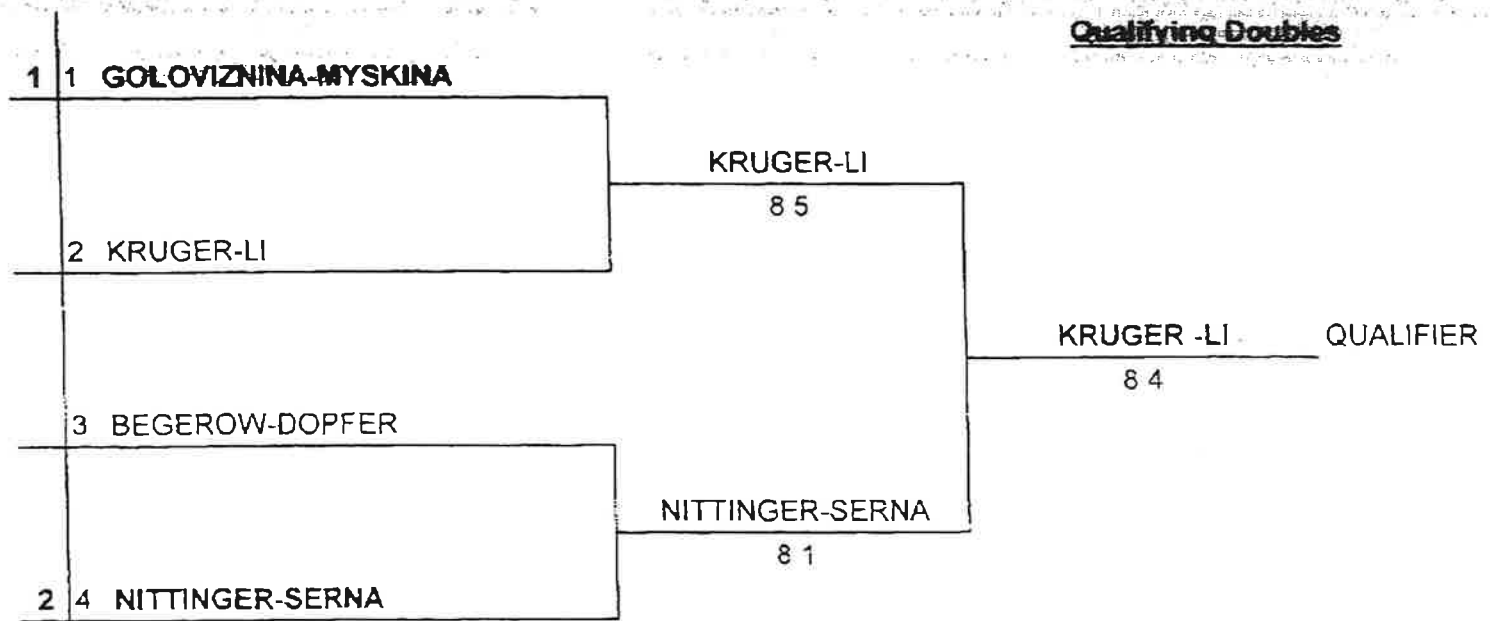 Qualifying Doubles
1 1 GOLOVIZNINA-MYSKINA
KRUGER-LI
8 5
2 KRUGER-LI
KRUGER -LI QUALIFIER
8 4
3 BEGEROW-DOPFER
NITTINGER-SERNA
8 1
2 4 NITTINGER-SERNA